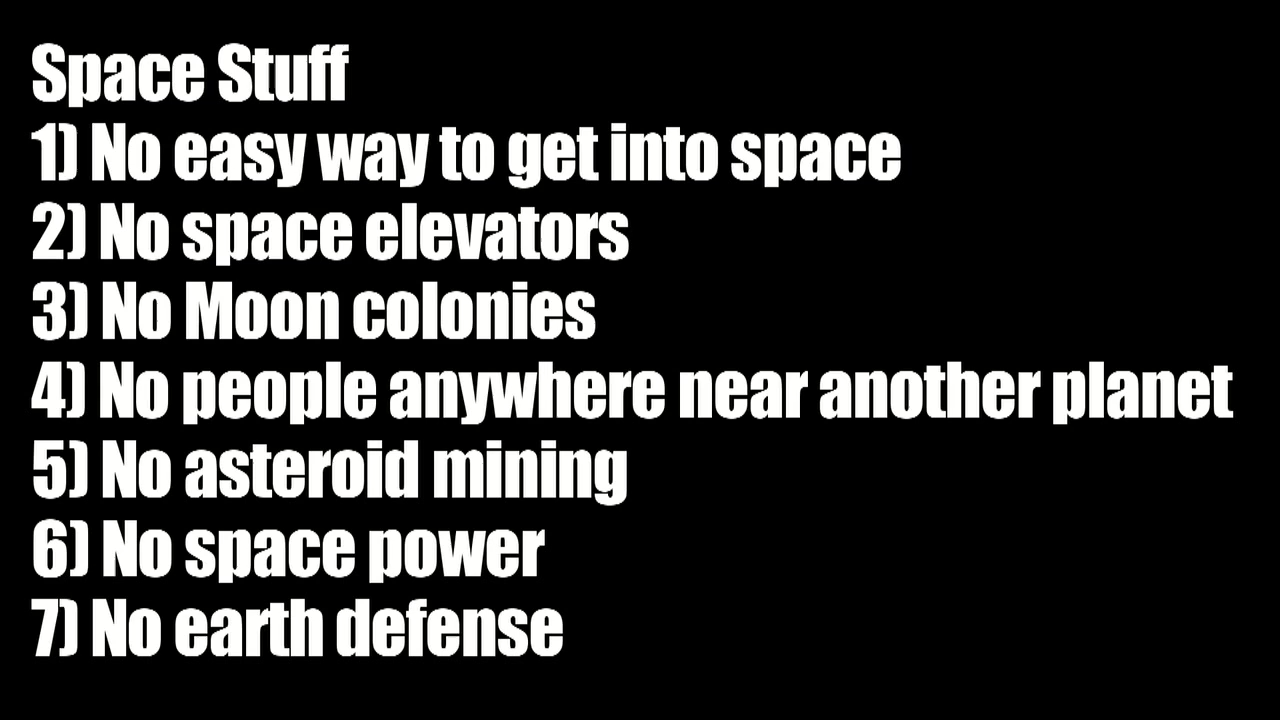 Space Stuff
1) No easy way to get into space
2) No space elevators
3) No Moon colonies
4) No people anywhere near another planet
5) No asteroid mining
6) No space power
7) No earth defense